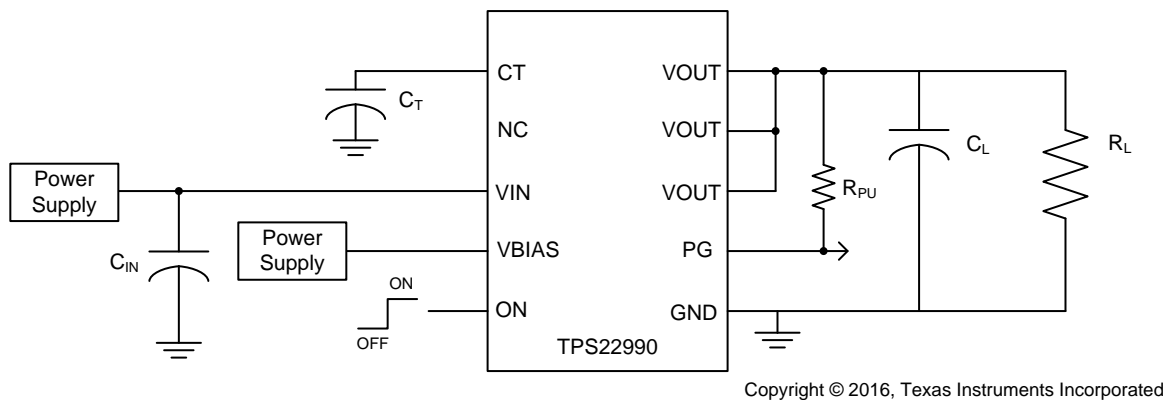 CT
VOUT
C_T
NC
VOUT
C_L
R_L
Power
Supply
VIN
VOUT
R_PU
C_IN
Power
Supply
VBIAS
PG
ON
OFF
ON
GND
TPS22990
Copyright © 2016, Texas Instruments Incorporated